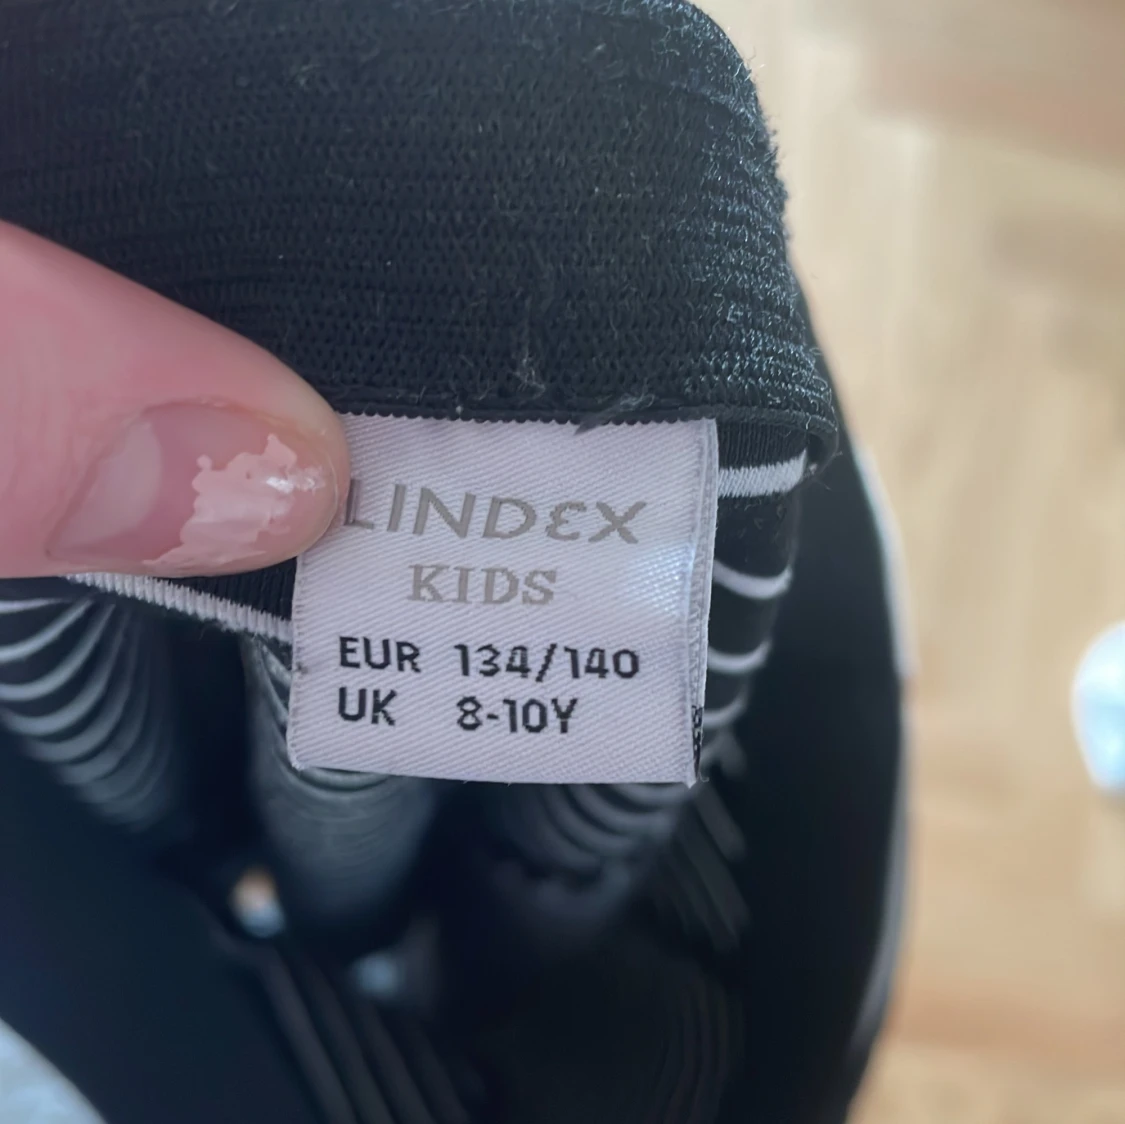 LINDEX
KIDS
EUR 134/140
UK 8-10Y